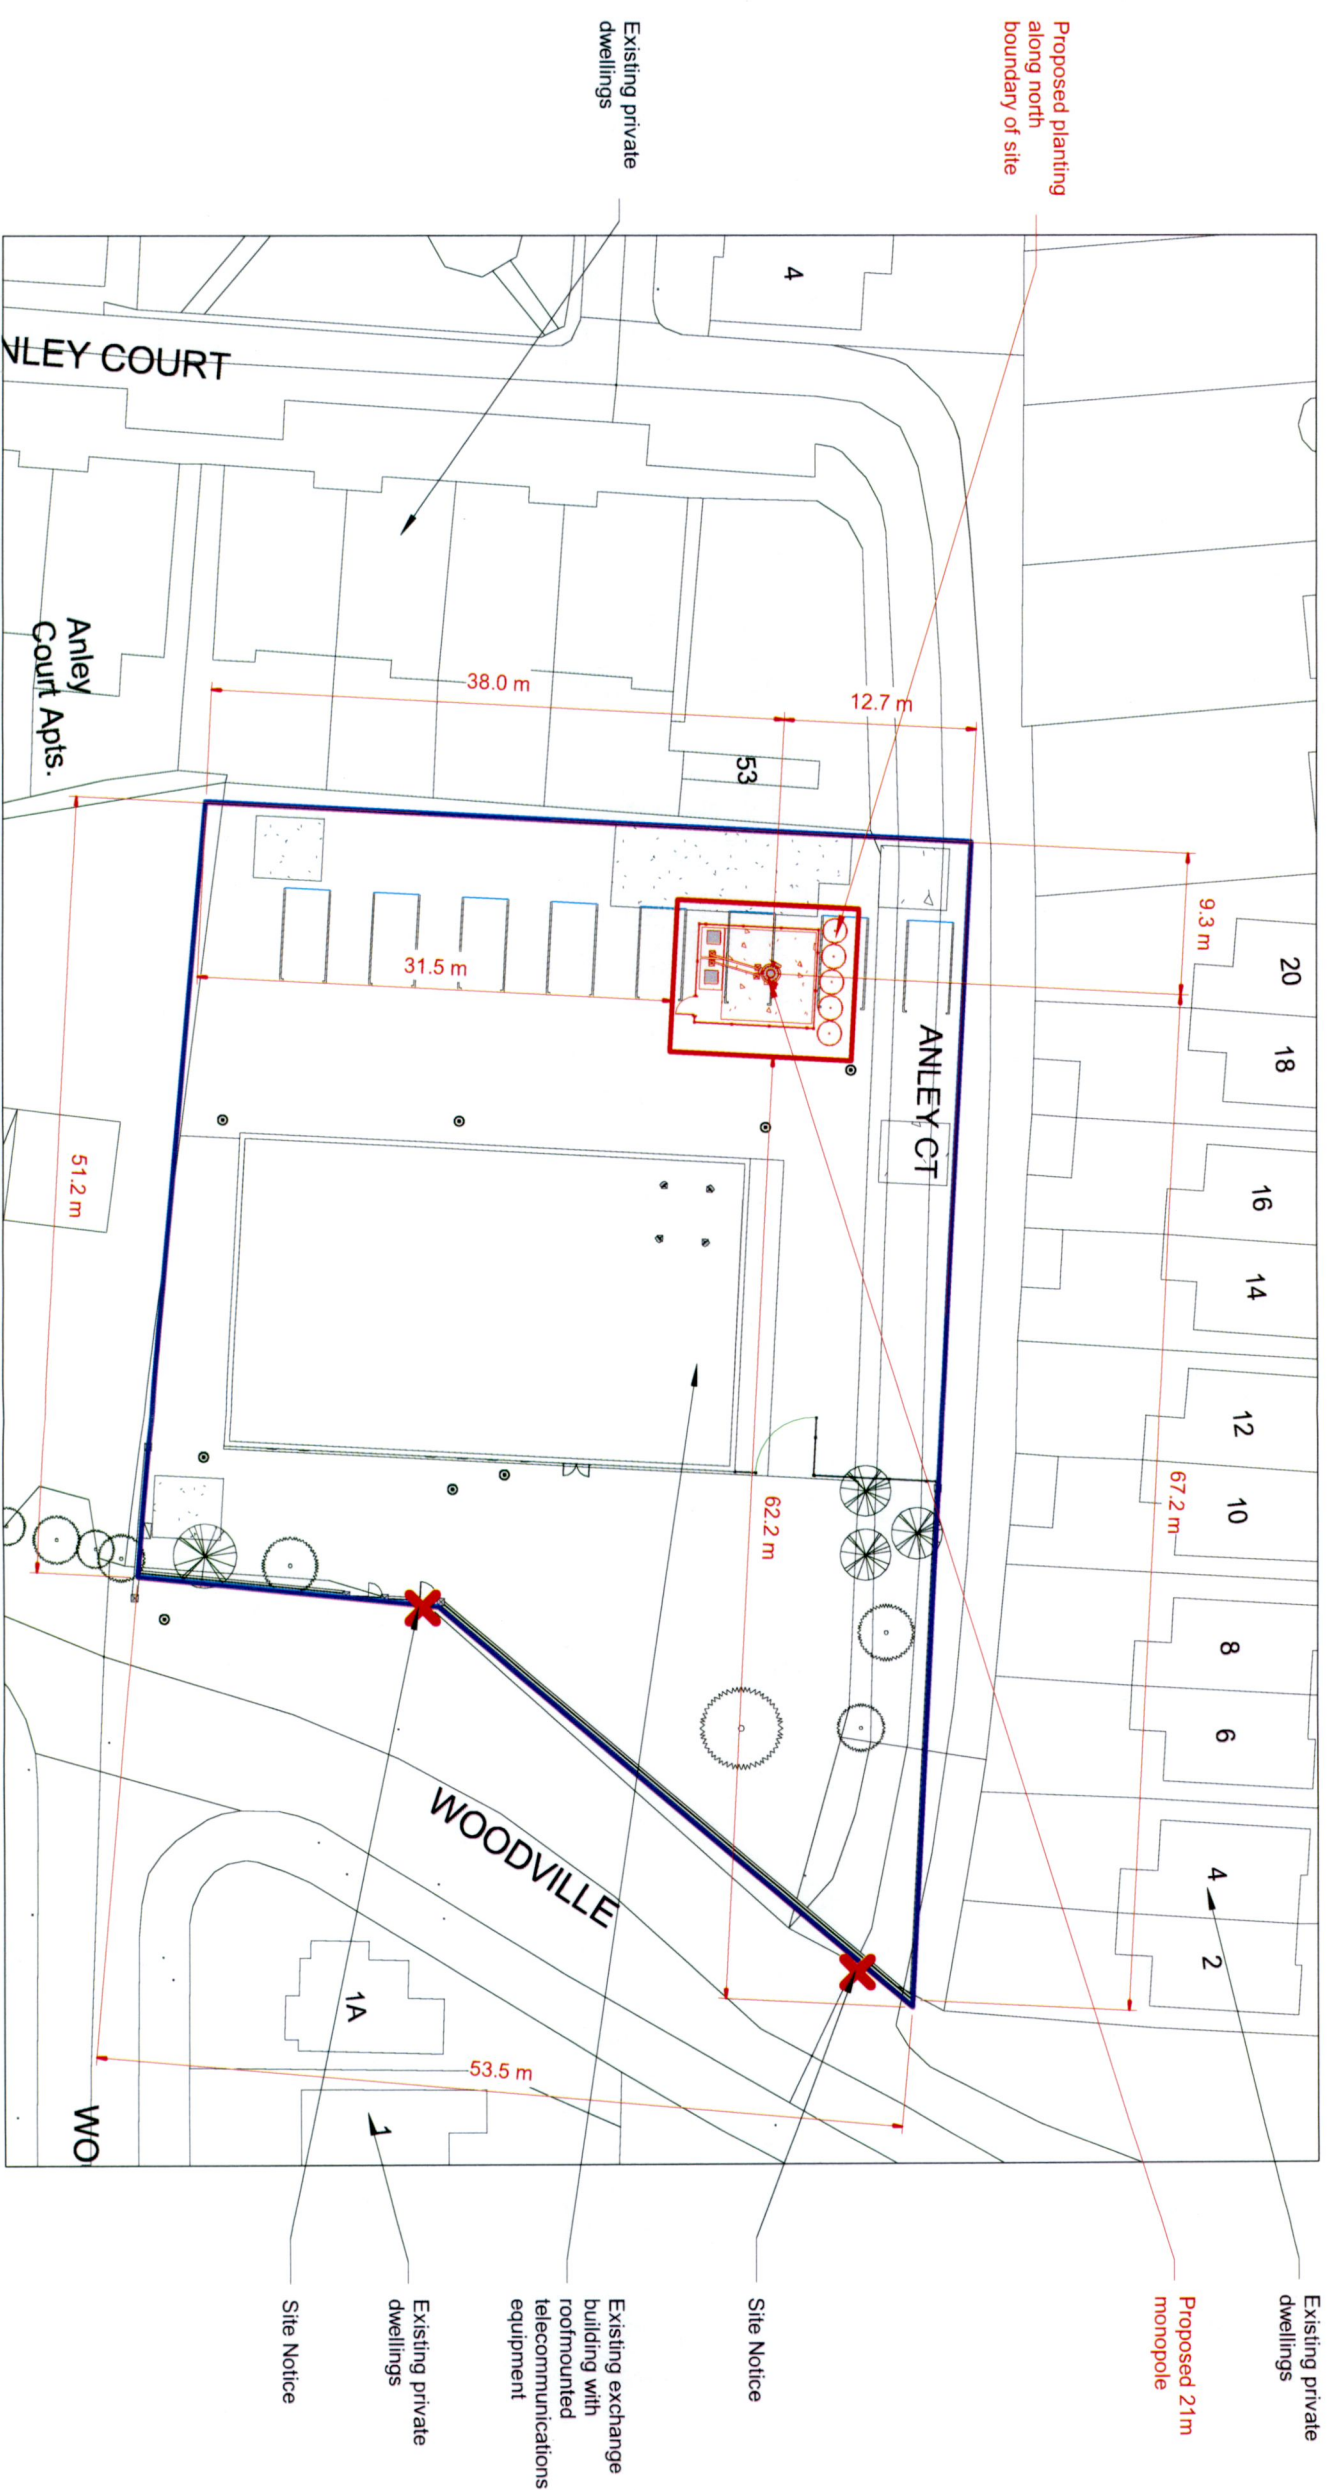 Proposed planting
along north
boundary of site
Existing private
dwellings
4
NLEY COURT
Anley
Court Apts.
38.0 m
12.7 m
53
9.3 m
31.5 m
51.2 m
ANLEY CT
62.2 m
67.2 m
20
18
16
14
12
10
8
6
4
2
WOODVILLE
1A
1
53.5 m
WO
Existing private
dwellings
Proposed 21m
monopole
Site Notice
Existing exchange
building with
roofmounted
telecommunications
equipment
Existing private
dwellings
Site Notice